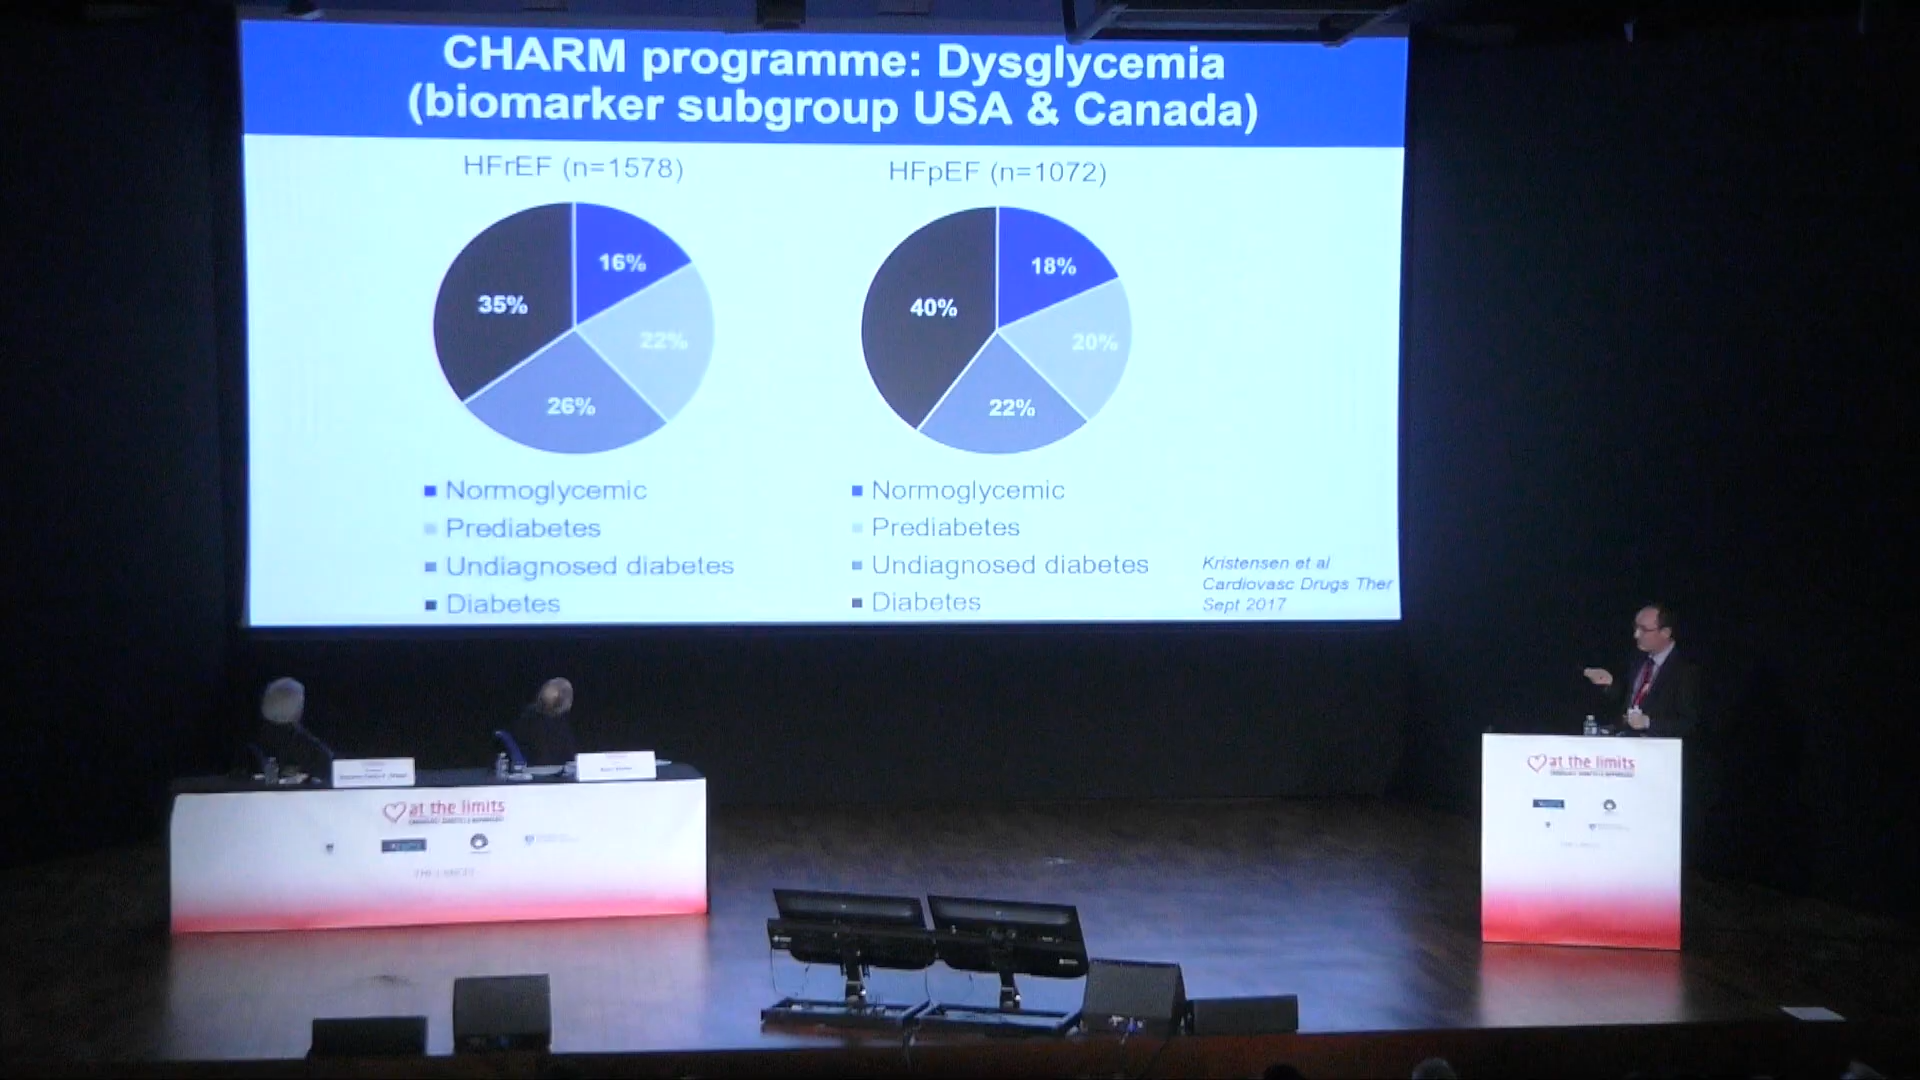 CHARM programme: Dysglycemia
(biomarker subgroup USA & Canada)
HFrEF (n=1578)
16%
22%
26%
35%
Normoglycemic
Prediabetes
Undiagnosed diabetes
Diabetes
HFpEF (n=1072)
18%
20%
22%
40%
Normoglycemic
Prediabetes
Undiagnosed diabetes
Diabetes
Kristensen et al
Cardiovasc Drugs Ther
Sept 2017
at the limits
THE LANCET
at the limits